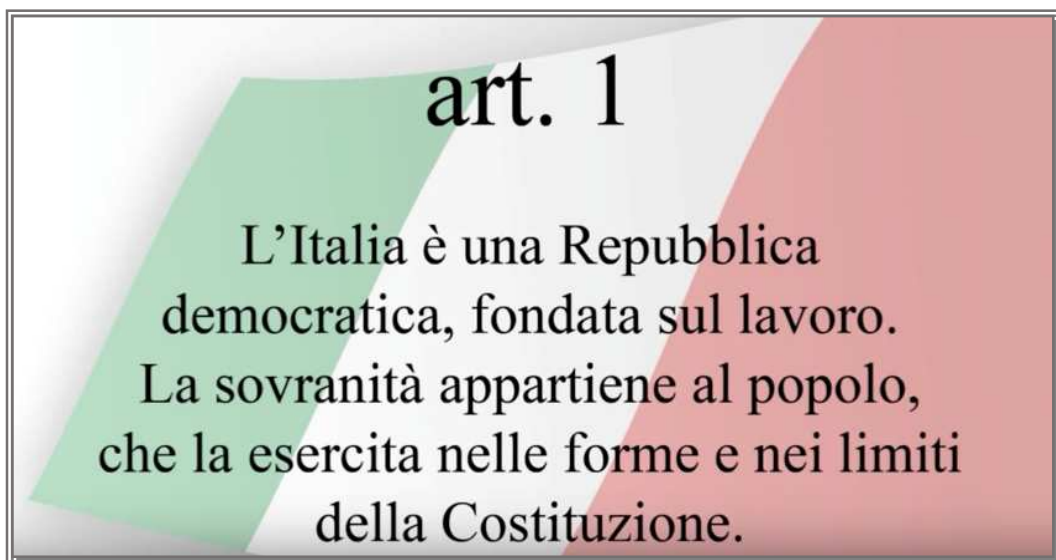 art. 1
L’Italia è una Repubblica
democratica, fondata sul lavoro.
La sovranità appartiene al popolo,
che la esercita nelle forme e nei limiti
della Costituzione.